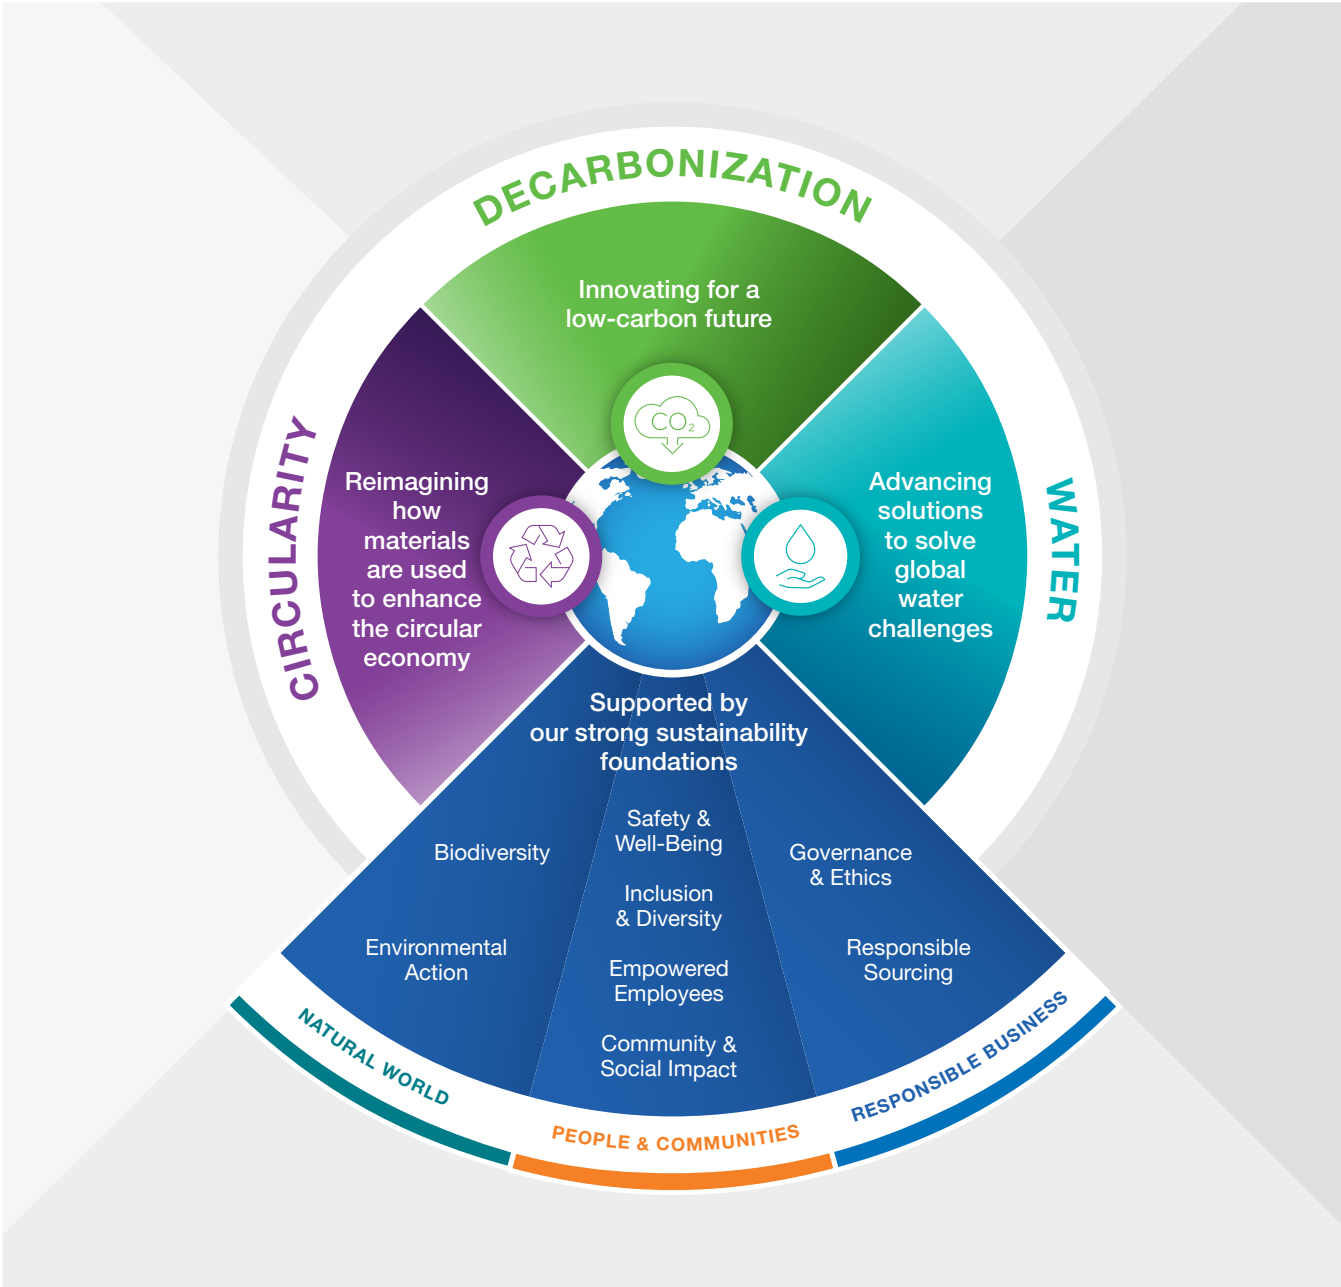 DECARBONIZATION
Innovating for a
low-carbon future
CO2
CIRCULARITY
Reimagining
how
materials
are used
to enhance
the circular
economy
WATER
Advancing
solutions
to solve
global
water
challenges
Supported by
our strong sustainability
foundations
Biodiversity
Environmental
Action
NATURAL WORLD
Safety &
Well-Being
Inclusion
& Diversity
Empowered
Employees
Community &
Social Impact
PEOPLE & COMMUNITIES
Governance
& Ethics
Responsible
Sourcing
RESPONSIBLE BUSINESS